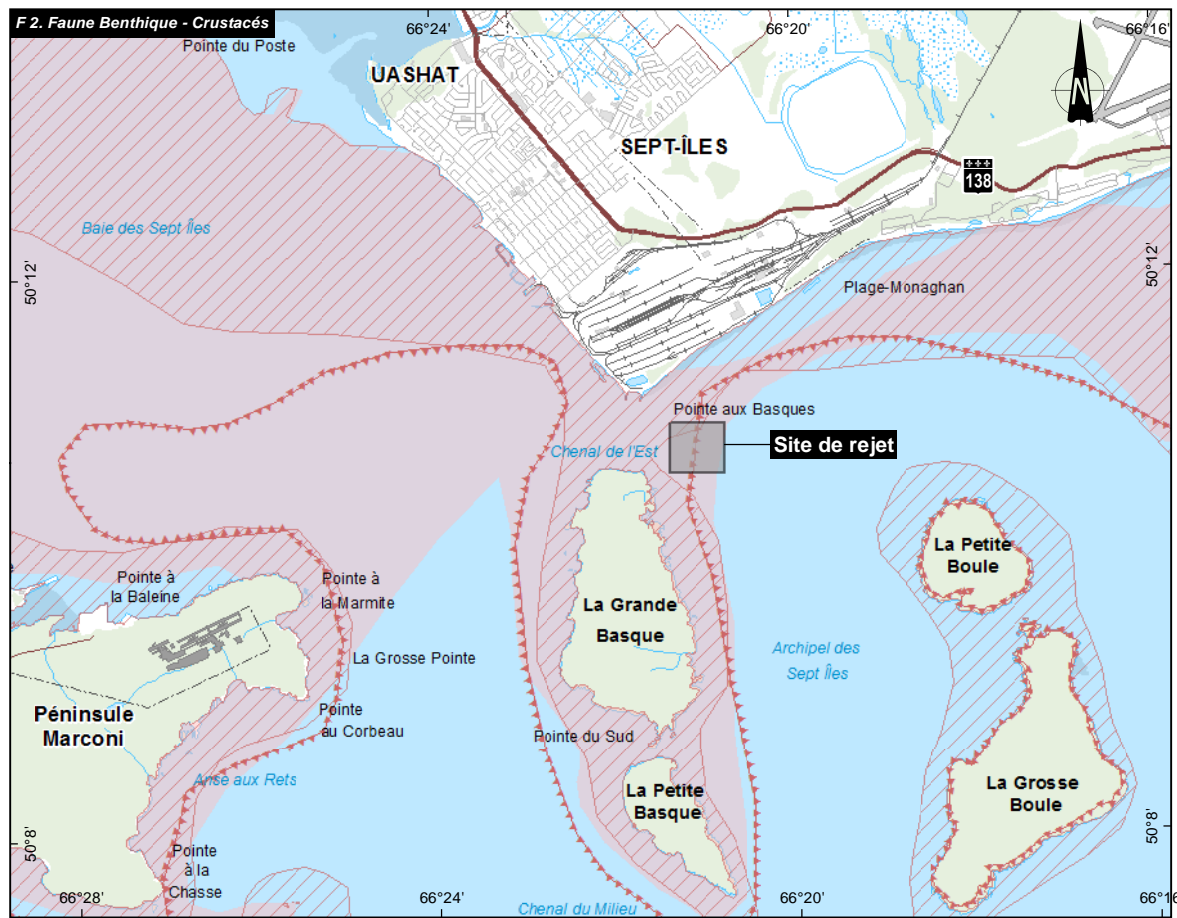 F 2. Faune Benthique - Crustacés
66°24'
66°20'
66°16'
Pointe du Poste
UASHAT
N
SEPT-ÎLES
138
Baie des Sept Îles
50°12'
50°12'
Plage-Monaghan
Pointe aux Basques
Chenal de l'Est
Site de rejet
La Petite
Boule
Pointe à
la Baleine
Pointe à
la Marmite
La Grande
Basque
La Grosse Pointe
Archipel des
Sept Îles
Péninsule
Marconi
Pointe
au Corbeau
Pointe du Sud
Anse aux Rets
La Petite
Basque
La Grosse
Boule
50°8'
50°8'
Pointe
à la
Chasse
66°28'
66°24'
66°20'
66°16
Chenal du Milieu